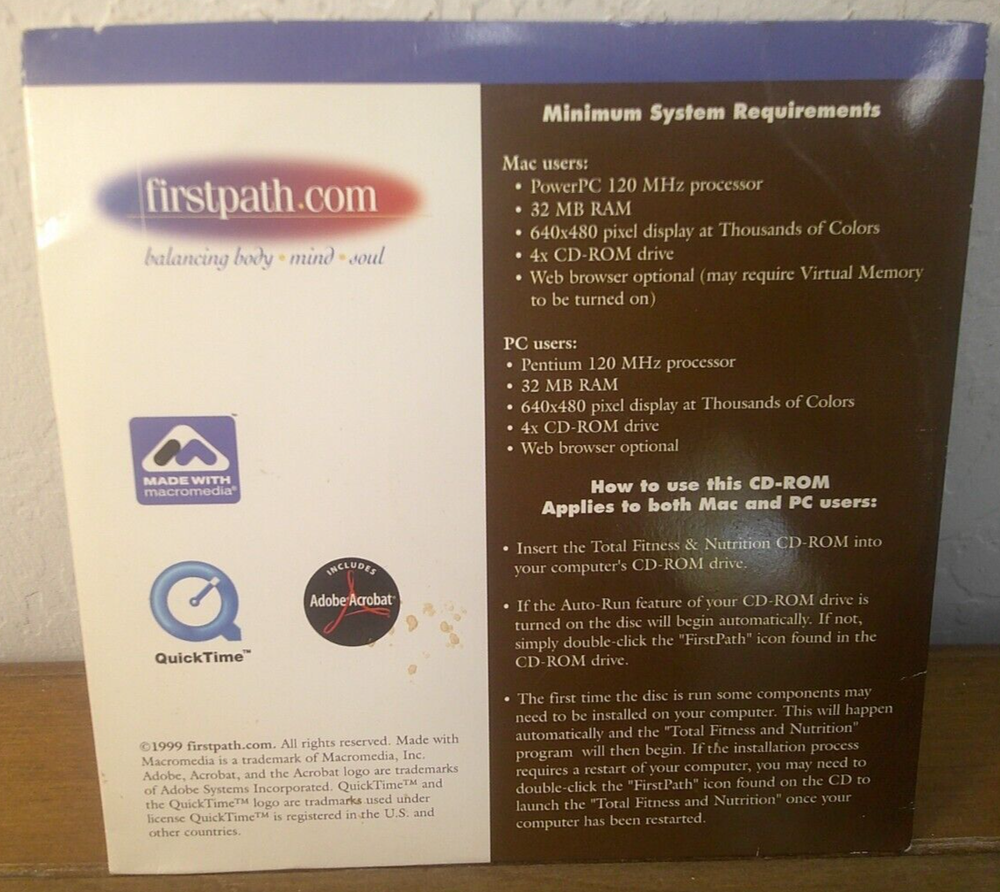 firstpath.com
balancing body • mind • soul
MADE WITH
macromedia®
™
QuickTime™
INCLUDES
Adobe Acrobat®
©1999 firstpath.com. All rights reserved. Made with
Macromedia is a trademark of Macromedia, Inc.
Adobe, Acrobat, and the Acrobat logo are trademarks
of Adobe Systems Incorporated. QuickTime™ and
the QuickTime™ logo are tradmarks used under
license QuickTime™ is registered in the U.S. and
other countries.
Minimum System Requirements
Mac users:
• PowerPC 120 MHz processor
• 32 MB RAM
• 640x480 pixel display at Thousands of Colors
• 4x CD-ROM drive
• Web browser optional (may require Virtual Memory
to be turned on)
PC users:
• Pentium 120 MHz processor
• 32 MB RAM
• 640x480 pixel display at Thousands of Colors
• 4x CD-ROM drive
• Web browser optional
How to use this CD-ROM
Applies to both Mac and PC users:
• Insert the Total Fitness & Nutrition CD-ROM into
your computer's CD-ROM drive.
• If the Auto-Run feature of your CD-ROM drive is
turned on the disc will begin automatically. If not,
simply double-click the "FirstPath" icon found in the
CD-ROM drive.
• The first time the disc is run some components may
need to be installed on your computer. This will happen
automatically and the "Total Fitness and Nutrition"
program will then begin. If the installation process
requires a restart of your computer, you may need to
double-click the "FirstPath" icon found on the CD to
launch the "Total Fitness and Nutrition" once your
computer has been restarted.